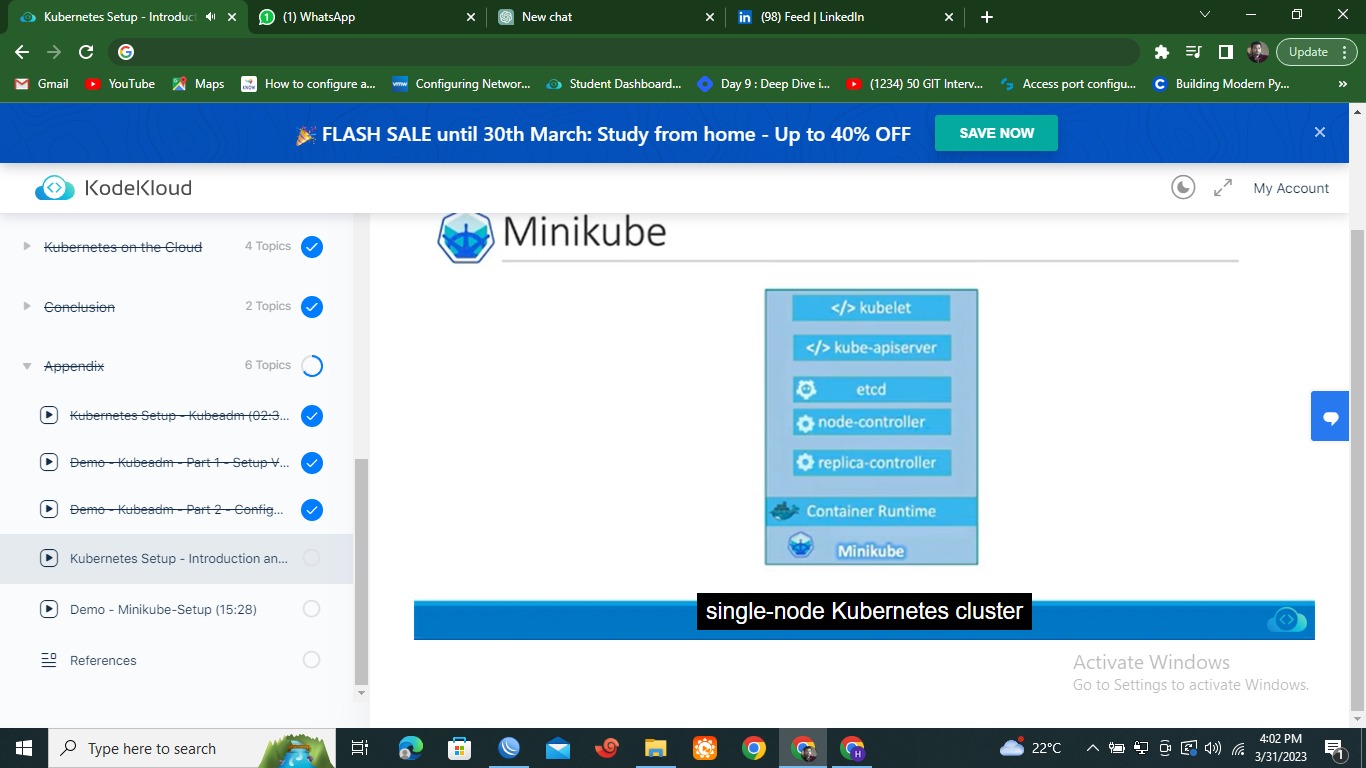 Kubernetes Setup - Introduct
(1) WhatsApp
New chat
(98) Feed | LinkedIn
Update
Gmail
YouTube
Maps
How to configure a...
Configuring Networ...
Student Dashboard...
Day 9 : Deep Dive i...
(1234) 50 GIT Interv...
Access port configu...
Building Modern Py...
FLASH SALE until 30th March: Study from home - Up to 40% OFF
SAVE NOW
KodeKloud
My Account
Kubernetes on the Cloud
4 Topics
Conclusion
2 Topics
Appendix
6 Topics
Kubernetes Setup - Kubeadm (02:3...
Demo - Kubeadm - Part 1 - Setup V...
Demo - Kubeadm - Part 2 - Config...
Kubernetes Setup - Introduction an...
Demo - Minikube-Setup (15:28)
References
Minikube
</> kubelet
</> kube-apiserver
etcd
node-controller
replica-controller
Container Runtime
Minikube
single-node Kubernetes cluster
Activate Windows
Go to Settings to activate Windows.
Type here to search
22°C
4:02 PM
3/31/2023